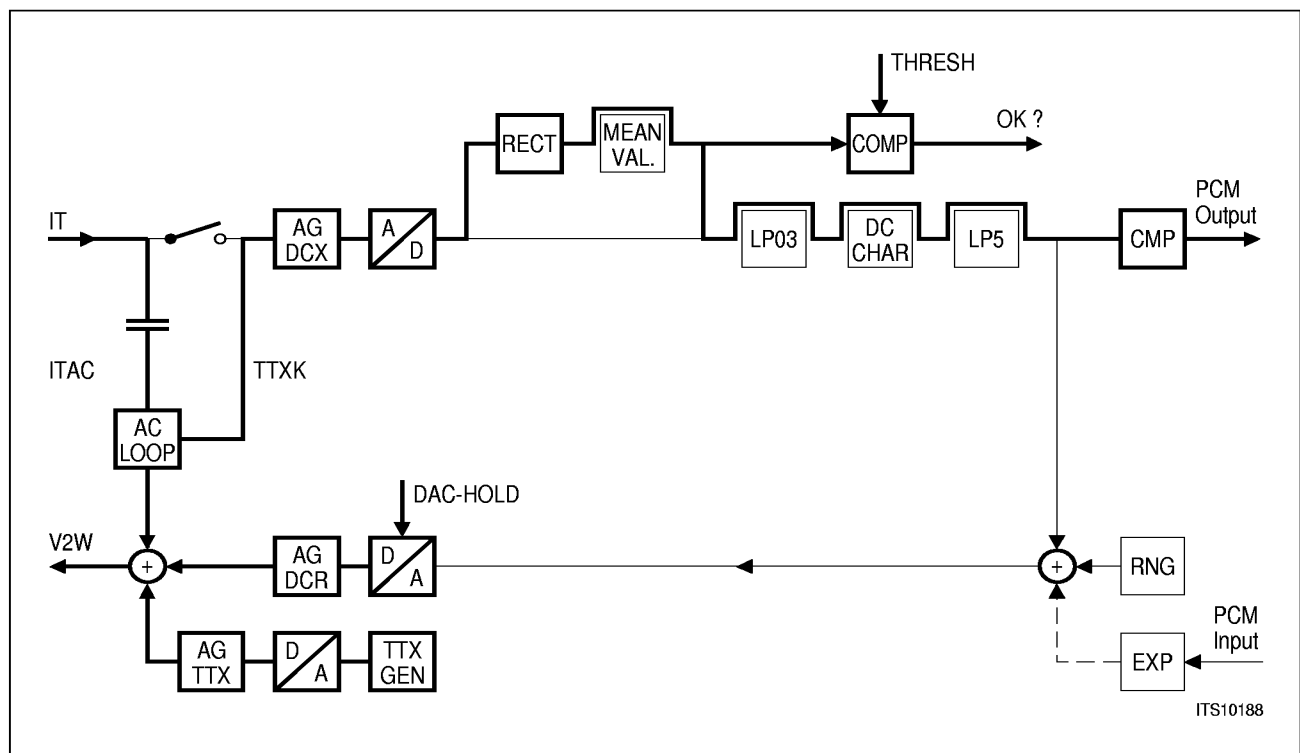 THRESH
OK ?
RECT
MEAN
VAL.
COMP
PCM
Output
IT
AG
DCX
A
D
LP03
DC
CHAR
LP5
CMP
ITAC
TTXK
AC
LOOP
DAC-HOLD
V2W
+
AG
DCR
D
A
+
RNG
PCM
Input
AG
TTX
D
A
TTX
GEN
EXP
ITS10188